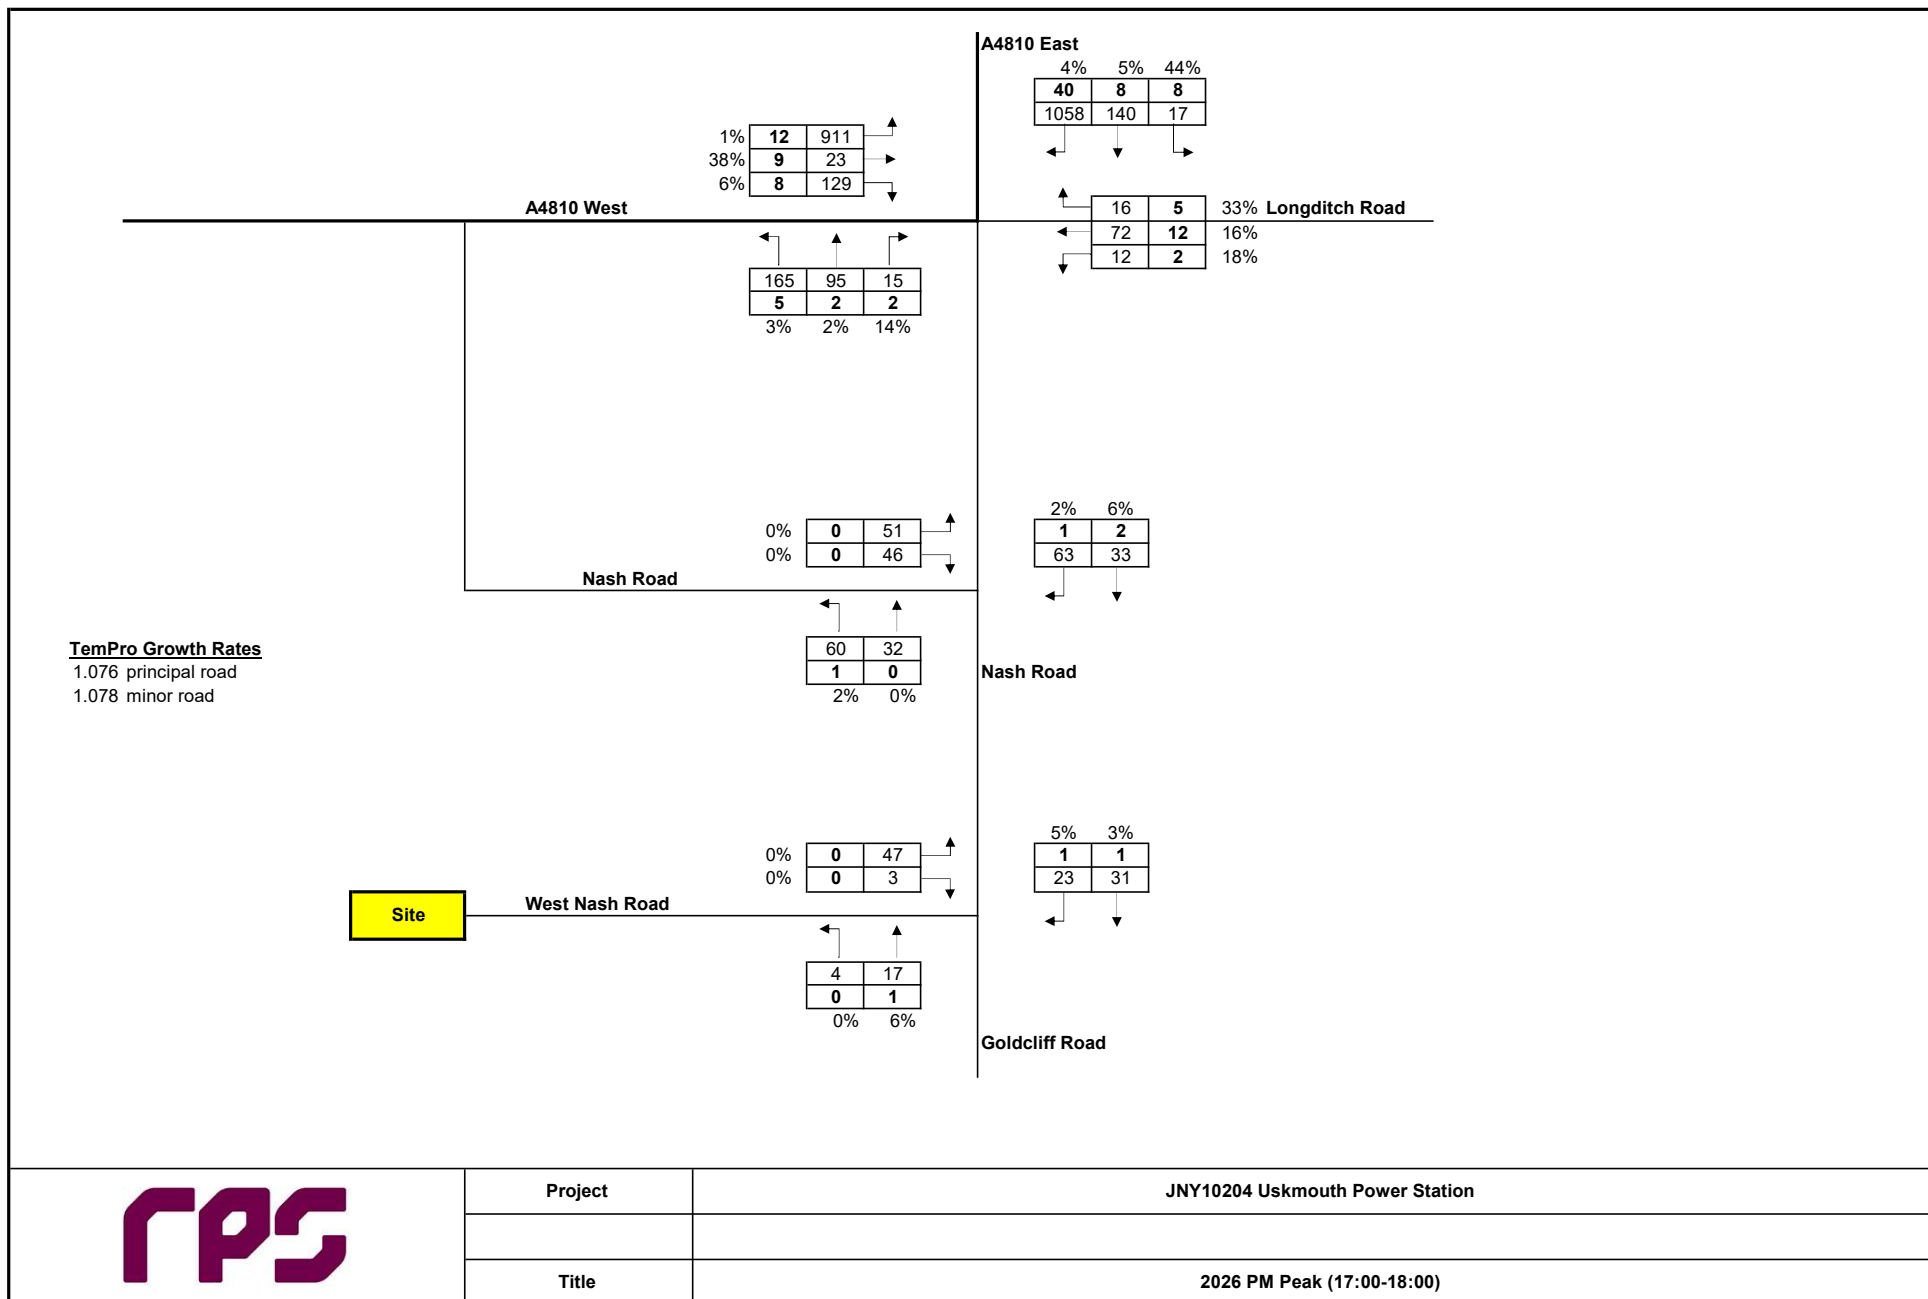 A4810 East
4% 5% 44%
40 8 8
1058 140 17
1% 12 911
38% 9 23
6% 8 129
A4810 West
16 5 33% Longditch Road
72 12 16%
12 2 18%
165 95 15
5 2 2
3% 2% 14%
2% 6%
0% 0 51
1 2
0% 0 46
63 33
Nash Road
60 32
TemPro Growth Rates
1.076 principal road
1 0
Nash Road
1.078 minor road
2% 0%
5% 3%
0% 0 47
1 1
0% 0 3
23 31
Site
West Nash Road
4 17
0 1
0% 6%
Goldcliff Road
rps
Project
JNY10204 Uskmouth Power Station
Title
2026 PM Peak (17:00-18:00)